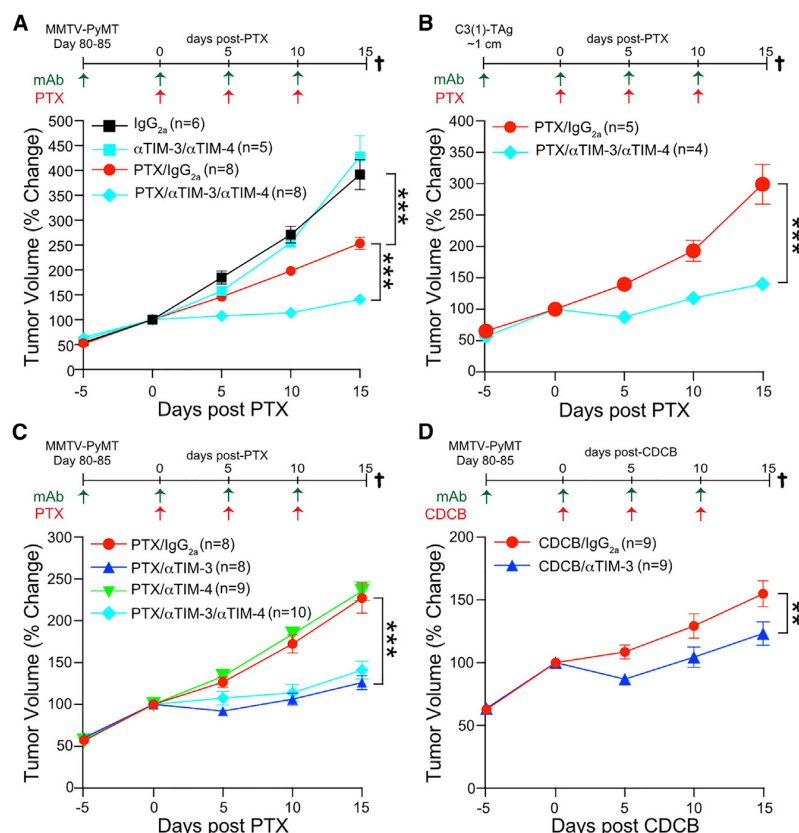 A
MMTV-PyMT
Day 80-85
days post-PTX
0 5 10 15
†
mAb
PTX
IgG2a (n=6)
αTIM-3/αTIM-4 (n=5)
PTX/IgG2a (n=8)
PTX/αTIM-3/αTIM-4 (n=8)
Tumor Volume (% Change)
500
450
400
350
300
250
200
150
100
50
0
***
***
-5 0 5 10 15
Days post PTX
B
C3(1)-TAg
~1 cm
days post-PTX
0 5 10 15
†
mAb
PTX
PTX/IgG2a (n=5)
PTX/αTIM-3/αTIM-4 (n=4)
Tumor Volume (% Change)
400
350
300
250
200
150
100
50
0
***
-5 0 5 10 15
Days post PTX
C
MMTV-PyMT
Day 80-85
days post-PTX
0 5 10 15
†
mAb
PTX
PTX/IgG2a (n=8)
PTX/αTIM-3 (n=8)
PTX/αTIM-4 (n=9)
PTX/αTIM-3/αTIM-4 (n=10)
Tumor Volume (% Change)
300
250
200
150
100
50
0
***
-5 0 5 10 15
Days post PTX
D
MMTV-PyMT
Day 80-85
days post-CDCB
0 5 10 15
†
mAb
CDCB
CDCB/IgG2a (n=9)
CDCB/αTIM-3 (n=9)
Tumor Volume (% Change)
200
150
100
50
0
**
-5 0 5 10 15
Days post CDCB